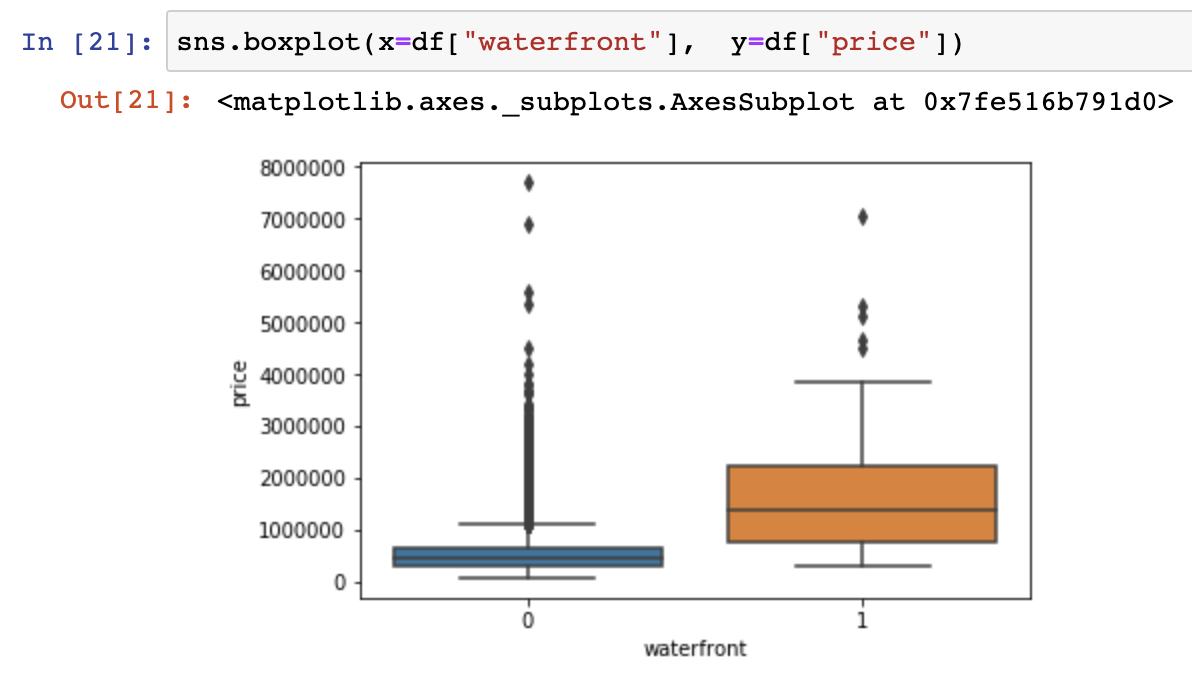 In [21]: sns.boxplot(x=df["waterfront"],  y=df["price"])
Out[21]: <matplotlib.axes._subplots.AxesSubplot at 0x7fe516b791d0>
8000000
7000000
6000000
5000000
4000000
3000000
2000000
1000000
0
price
0 1
waterfront